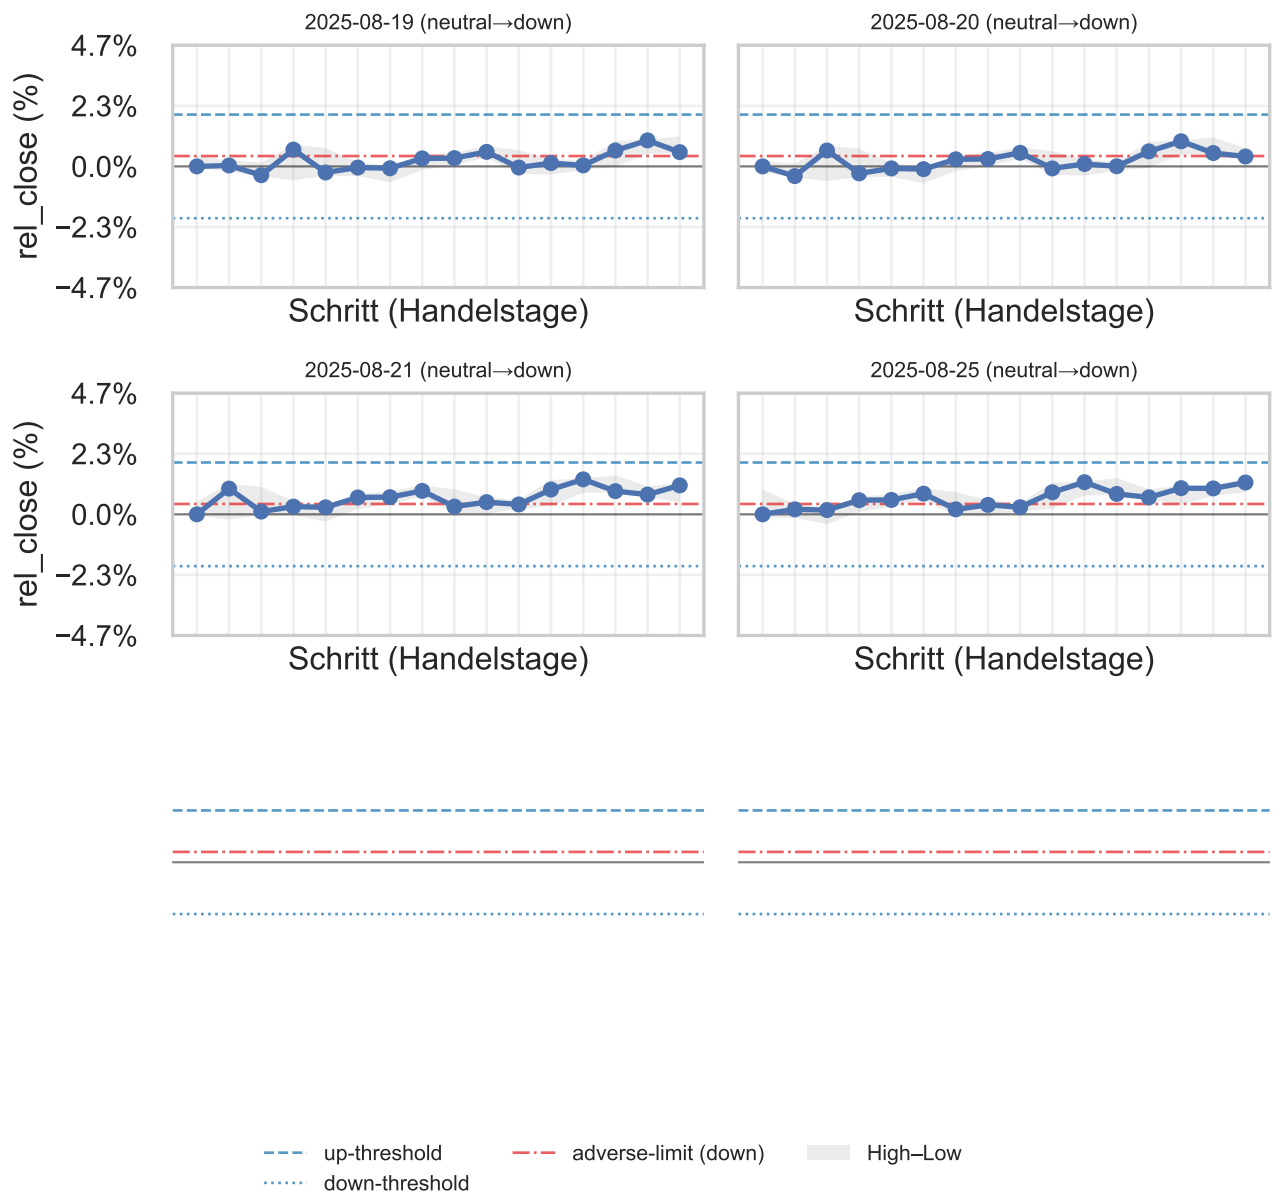 2025-08-19 (neutral→down)
2025-08-20 (neutral→down)
4.7%
2.3%
0.0%
−2.3%
−4.7%
rel_close (%)
Schritt (Handelstage)
Schritt (Handelstage)
2025-08-21 (neutral→down)
2025-08-25 (neutral→down)
4.7%
2.3%
0.0%
−2.3%
−4.7%
rel_close (%)
Schritt (Handelstage)
Schritt (Handelstage)
up-threshold
down-threshold
adverse-limit (down)
High–Low